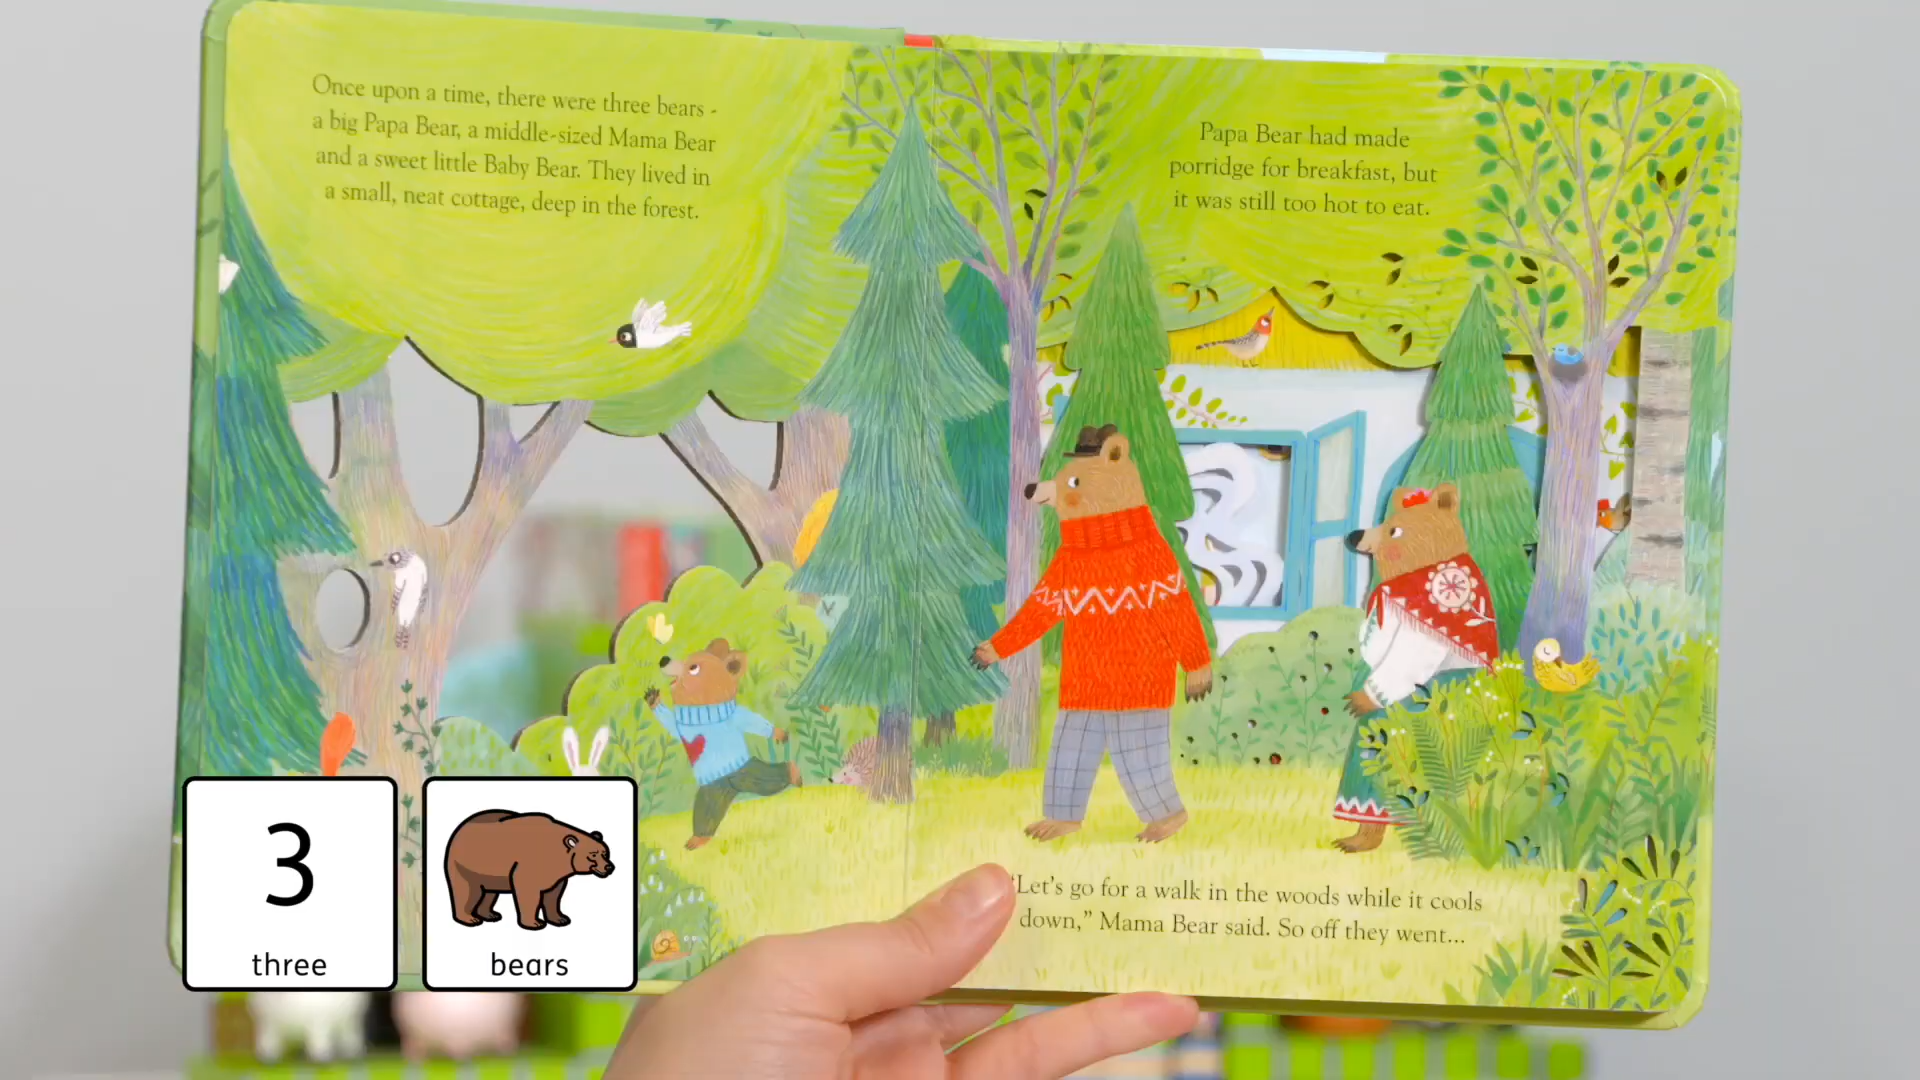 Once upon a time, there were three bears -
a big Papa Bear, a middle-sized Mama Bear
and a sweet little Baby Bear. They lived in
a small, neat cottage, deep in the forest.
Papa Bear had made
porridge for breakfast, but
it was still too hot to eat.
"Let's go for a walk in the woods while it cools
down," Mama Bear said. So off they went...
3
three
bears